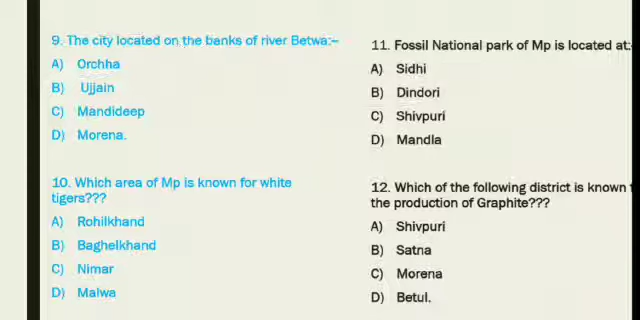 9. The city located on the banks of river Betwa:--
A) Orchha
B) Ujjain
C) Mandideep
D) Morena.
10. Which area of Mp is known for white
tigers???
A) Rohilkhand
B) Baghelkhand
C) Nimar
D) Malwa
11. Fossil National park of Mp is located at:
A) Sidhi
B) Dindori
C) Shivpuri
D) Mandla
12. Which of the following district is known
the production of Graphite???
A) Shivpuri
B) Satna
C) Morena
D) Betul.